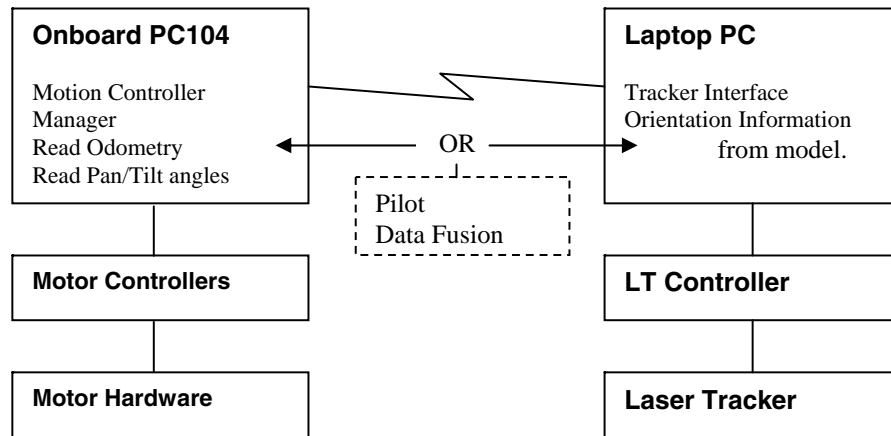 Onboard PC104
Motion Controller
Manager
Read Odometry
Read Pan/Tilt angles
Laptop PC
Tracker Interface
Orientation Information
from model.
OR
Pilot
Data Fusion
Motor Controllers
LT Controller
Motor Hardware
Laser Tracker